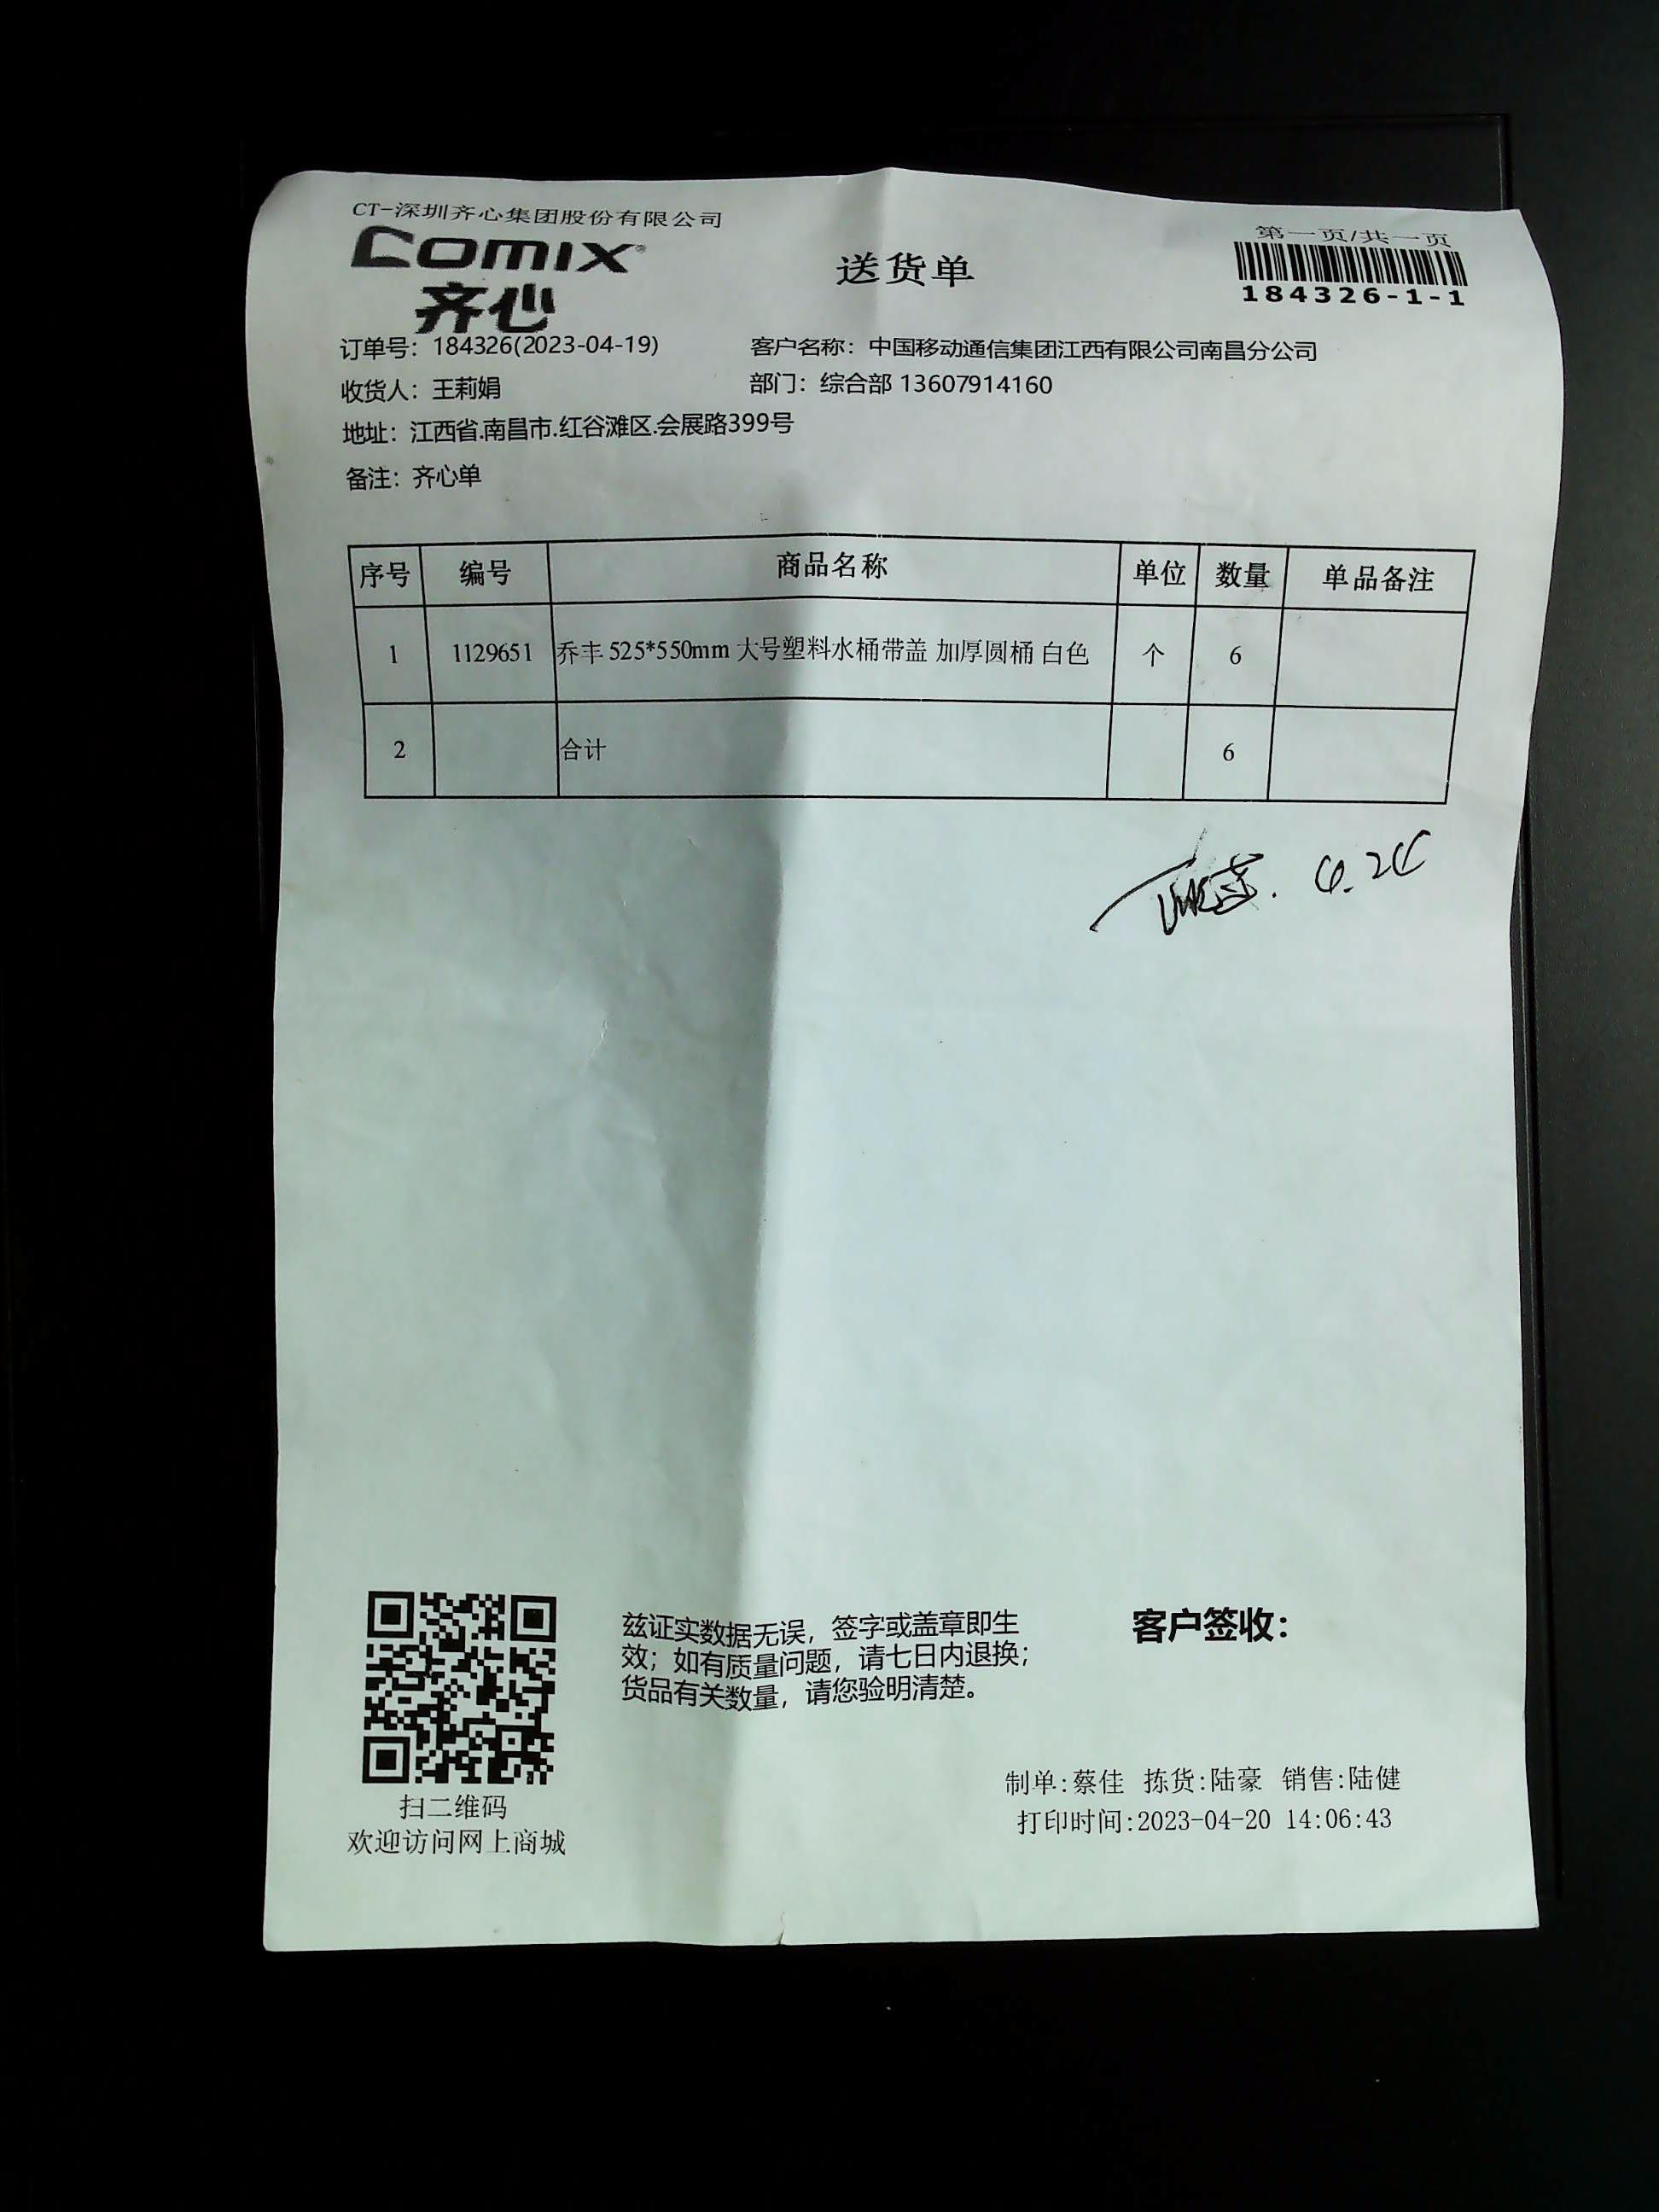 CT-深圳齐心集团股份有限公司
comix
齐心
送货单
第一页/共一页
184326-1-1
订单号：184326(2023-04-19) 客户名称：中国移动通信集团江西有限公司南昌分公司
收货人：王莉娟 部门：综合部 13607914160
地址：江西省.南昌市.红谷滩区.会展路399号
备注：齐心单
序号 编号 商品名称 单位 数量 单品备注
1 1129651 乔丰 525*550mm 大号塑料水桶带盖 加厚圆桶 白色 个 6
2 合计 6
4.24
兹证实数据无误，签字或盖章即生
效；如有质量问题，请七日内退换；
货品有关数量，请您验明清楚。
客户签收：
扫二维码
欢迎访问网上商城
制单:蔡佳 拣货:陆豪 销售:陆健
打印时间:2023-04-20 14:06:43